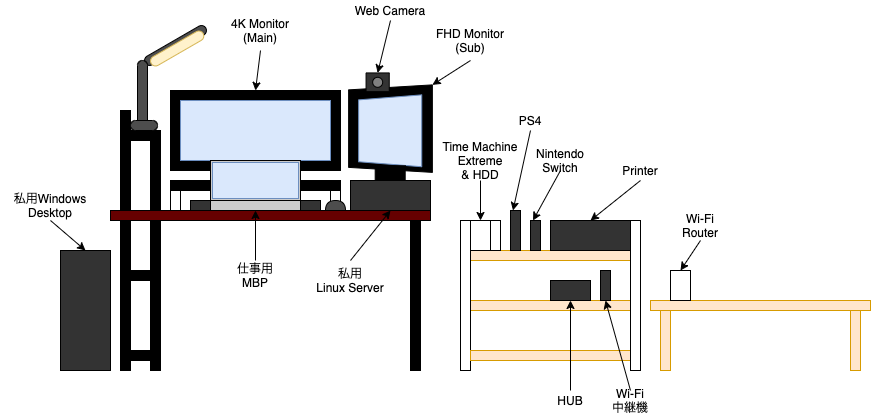 Web Camera
4K Monitor
(Main)
FHD Monitor
(Sub)
PS4
Time Machine
Extreme
& HDD
Nintendo
Switch
Printer
私用Windows
Desktop
Wi-Fi
Router
仕事用
MBP
私用
Linux Server
HUB
Wi-Fi
中継機